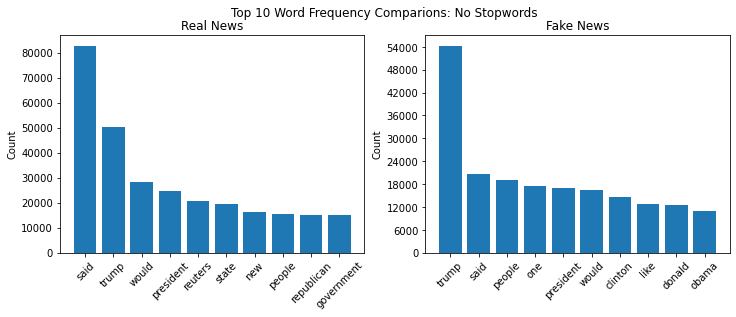 Top 10 Word Frequency Comparions: No Stopwords
Real News
Count
80000
70000
60000
50000
40000
30000
20000
10000
0
said
trump
would
president
reuters
state
new
people
republican
government
Fake News
Count
54000
48000
42000
36000
30000
24000
18000
12000
6000
0
trump
said
people
one
president
would
clinton
like
donald
obama